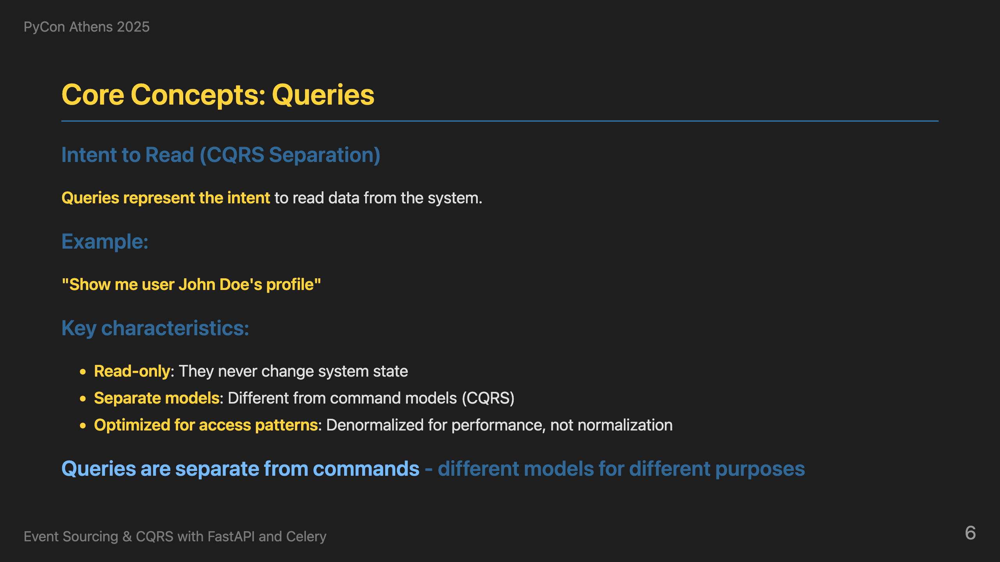 PyCon Athens 2025
Core Concepts: Queries
Intent to Read (CQRS Separation)
Queries represent the intent to read data from the system.
Example:
"Show me user John Doe's profile"
Key characteristics:
• Read-only: They never change system state
• Separate models: Different from command models (CQRS)
• Optimized for access patterns: Denormalized for performance, not normalization
Queries are separate from commands - different models for different purposes
Event Sourcing & CQRS with FastAPI and Celery
6